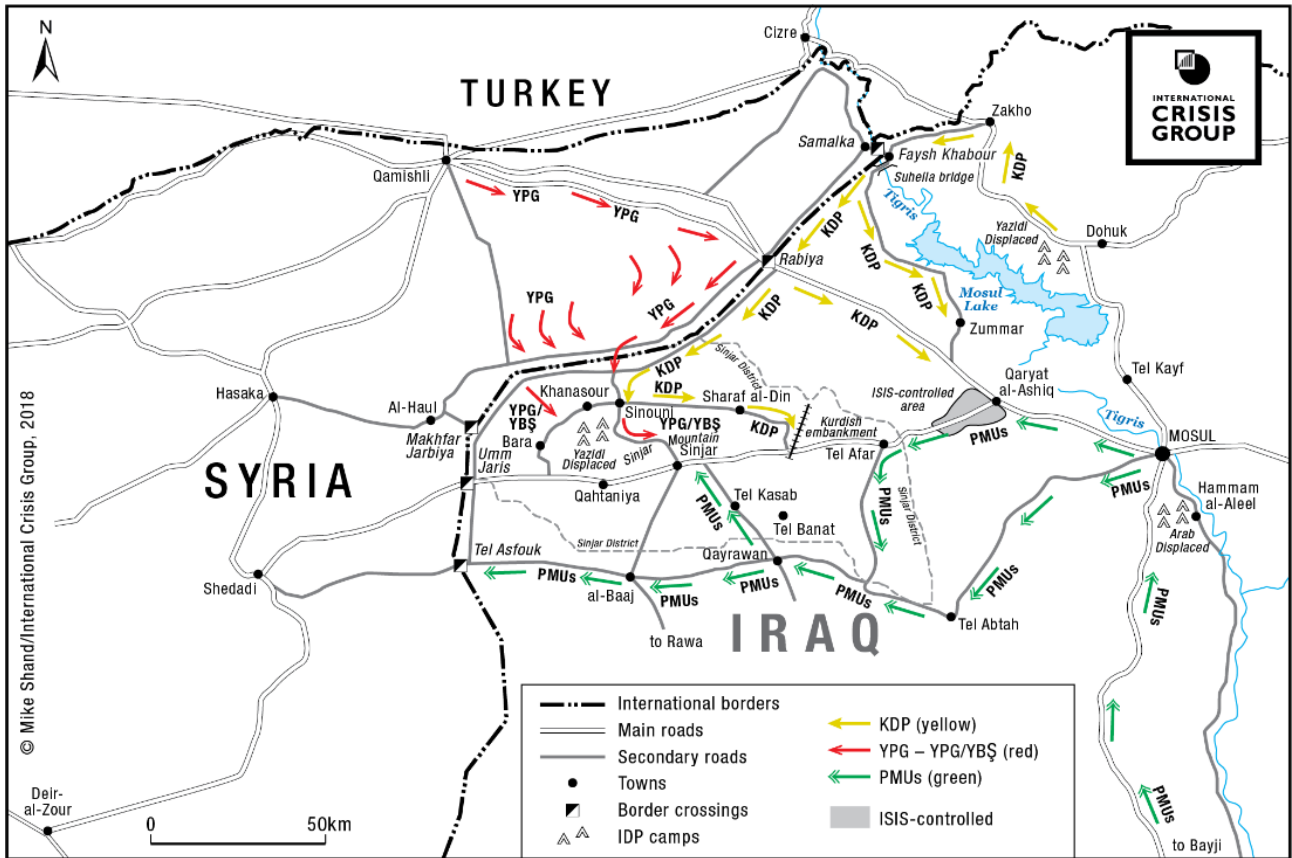 N
Cizre
TURKEY
INTERNATIONAL
CRISIS
GROUP
Zakho
Samalka
Faysh Khabour
Suheila bridge
KDP
Qamishli
YPG
YPG
Tigris
KDP
Yazidi
Displaced
Dohuk
Rabiya
KDP
KDP
Mosul
Lake
YPG
YPG
KDP
KDP
Zummar
Sinjar District
KDP
Tel Kayf
Hasaka
Al-Haul
Khanasour
KDP
Sinouni
Sharaf al-Din
ISIS-controlled
area
Qaryat
al-Ashiq
Tigris
Makhfar
Jarbiya
YPG/
YBŞ
Bara
YPG/YBŞ
KDP
Kurdish
embankment
PMUs
MOSUL
Umm
Jaris
Yazidi
Displaced
Sinjar
Mountain
Sinjar
Tel Afar
SYRIA
Qahtaniya
Tel Kasab
PMUs
Sinjar District
PMUs
Hammam
al-Aleel
PMUs
Tel Banat
Arab
Displaced
Tel Asfouk
Sinjar District
Qayrawan
Shedadi
PMUs
al-Baaj
PMUs
PMUs
PMUs
PMUs
PMUs
Tel Abtah
to Rawa
IRAQ
© Mike Shand/International Crisis Group, 2018
International borders
Main roads
Secondary roads
Towns
Border crossings
IDP camps
KDP (yellow)
YPG – YPG/YBŞ (red)
PMUs (green)
ISIS-controlled
PMUs
to Bayji
Deir-
al-Zour
0
50km